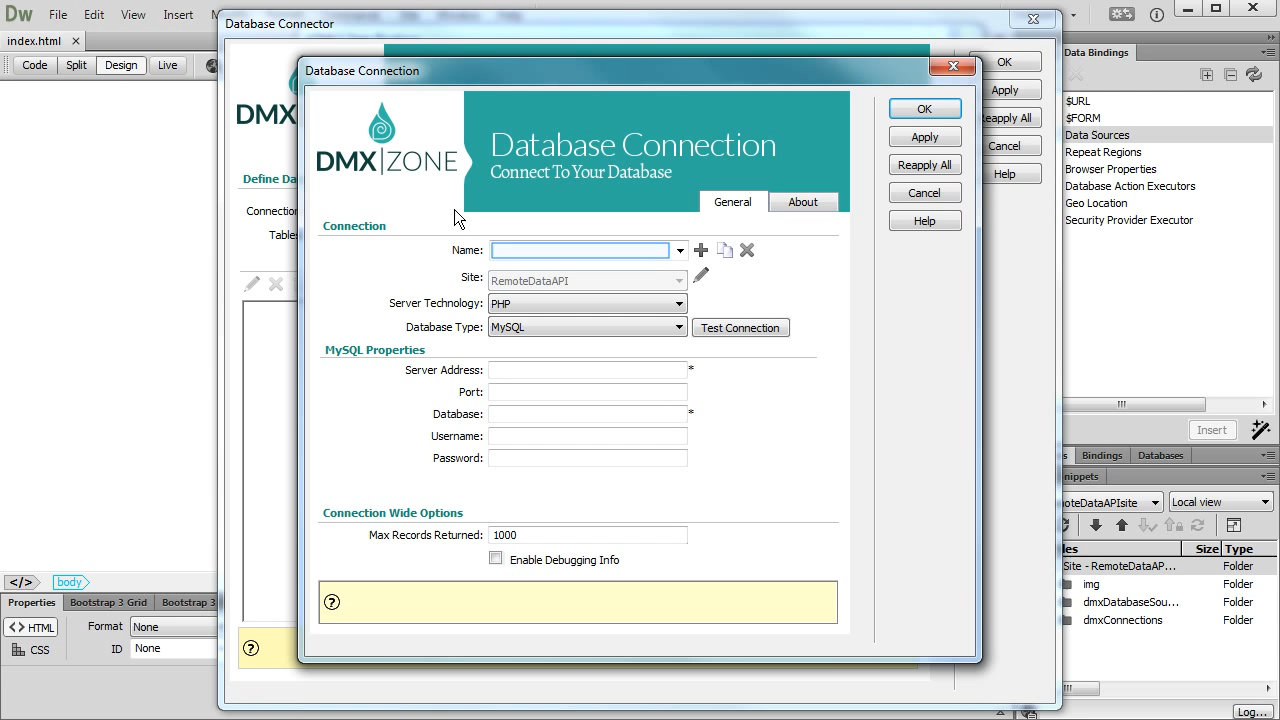 Dw File Edit View Insert
Database Connector
index.html ×
Code Split Design Live
Database Connection
DMX
DMX|ZONE
Database Connection
Connect To Your Database
General About
OK
Apply
Reapply All
Cancel
Help
OK
Apply
Reapply All
Cancel
Help
Define Da
Connection
Table:
Connection
Name:
Site: RemoteDataAPI
Server Technology: PHP
Database Type: MySQL Test Connection
MySQL Properties
Server Address: *
Port:
Database: *
Username:
Password:
Connection Wide Options
Max Records Returned: 1000
Enable Debugging Info
?
?
Data Bindings
$URL
$FORM
Data Sources
Repeat Regions
Browser Properties
Database Action Executors
Geo Location
Security Provider Executor
Insert
s Bindings Databases
nippets
oteDataAPIsite Local view
les Size Type
Site - RemoteDataAP... Folder
img Folder
dmxDatabaseSou... Folder
dmxConnections Folder
Log...
</> body
Properties Bootstrap 3 Grid Bootstrap 3
<> HTML Format None
CSS ID None